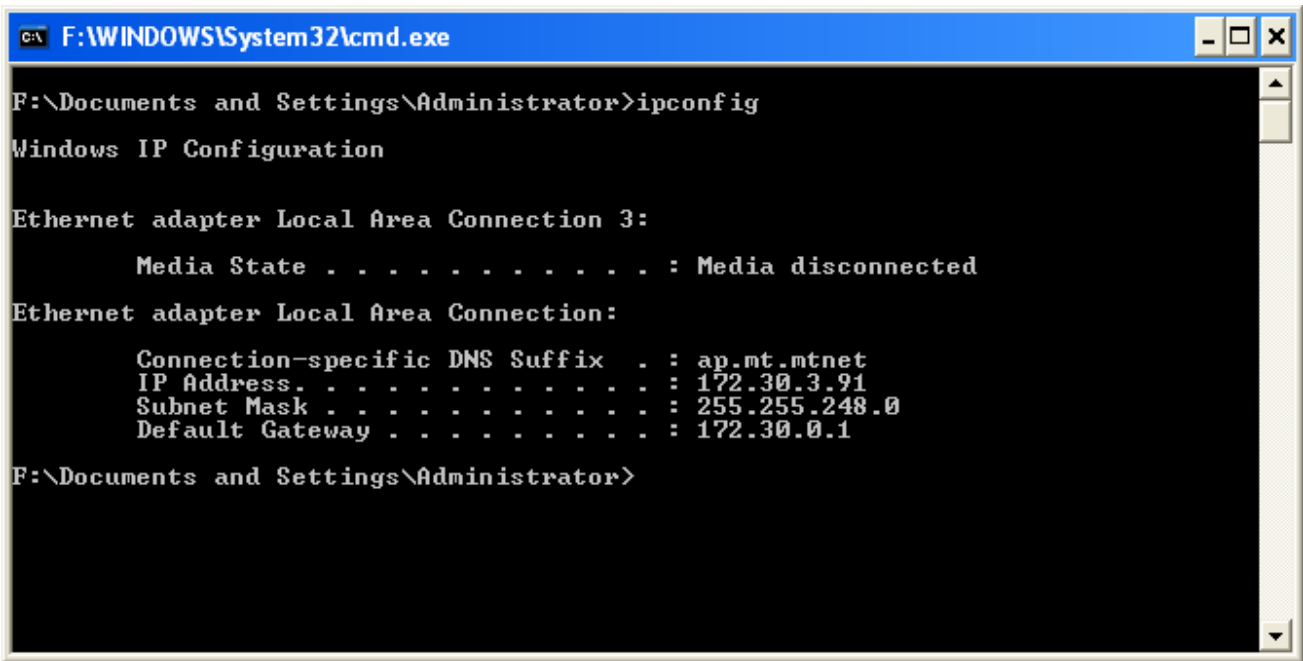 F:\WINDOWS\System32\cmd.exe
F:\Documents and Settings\Administrator>ipconfig
Windows IP Configuration
Ethernet adapter Local Area Connection 3:
Media State . . . . . . . . . . . : Media disconnected
Ethernet adapter Local Area Connection:
Connection-specific DNS Suffix  . : ap.mt.mtnet
IP Address. . . . . . . . . . . . : 172.30.3.91
Subnet Mask . . . . . . . . . . . : 255.255.248.0
Default Gateway . . . . . . . . . : 172.30.0.1
F:\Documents and Settings\Administrator>